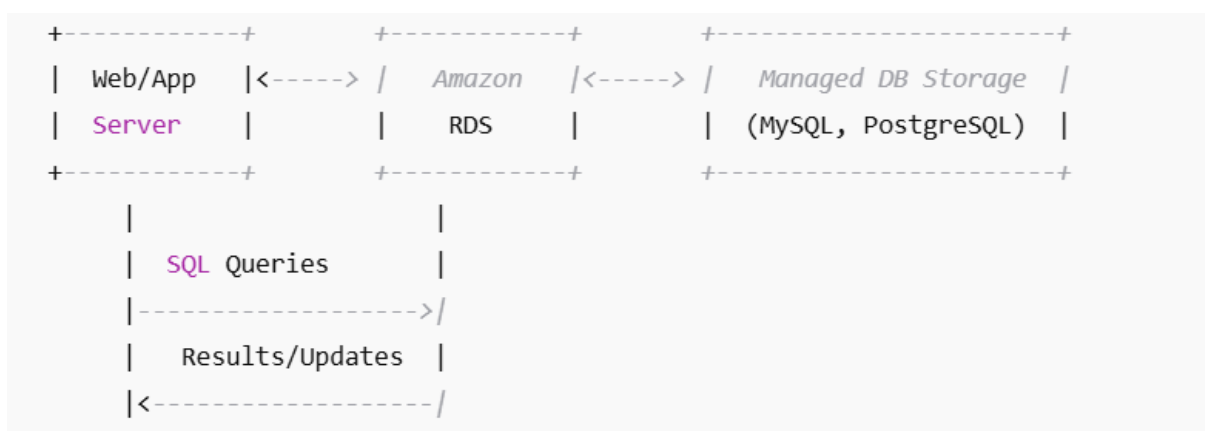 +------------+        +------------+        +-----------------------+
|  Web/App   |<-----> |   Amazon   |<-----> |   Managed DB Storage  |
|  Server    |        |    RDS     |        |  (MySQL, PostgreSQL)  |
+------------+        +------------+        +-----------------------+
     |                    |
     |  SQL Queries       |
     |------------------->|
     |   Results/Updates  |
     |<-------------------|